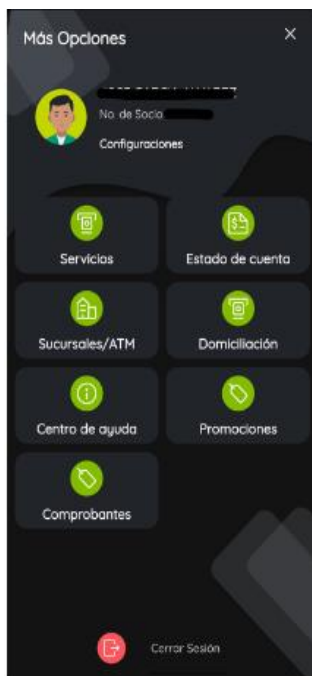 Más Opciones
No. de Socio
Configuraciones
Servicios
Estado de cuenta
Sucursales/ATM
Domiciliación
Centro de ayuda
Promociones
Comprobantes
Cerrar Sesión